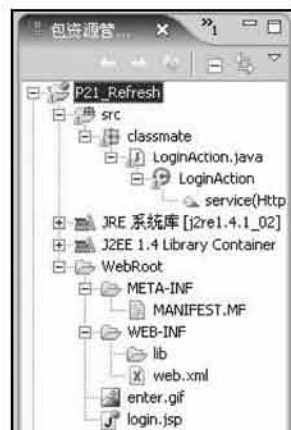 包资源管...
»1
P21_Refresh
src
classmate
LoginAction.java
LoginAction
service(Http
JRE 系统库 [j2re1.4.1_02]
J2EE 1.4 Library Container
WebRoot
META-INF
MANIFEST.MF
WEB-INF
lib
web.xml
enter.gif
login.jsp